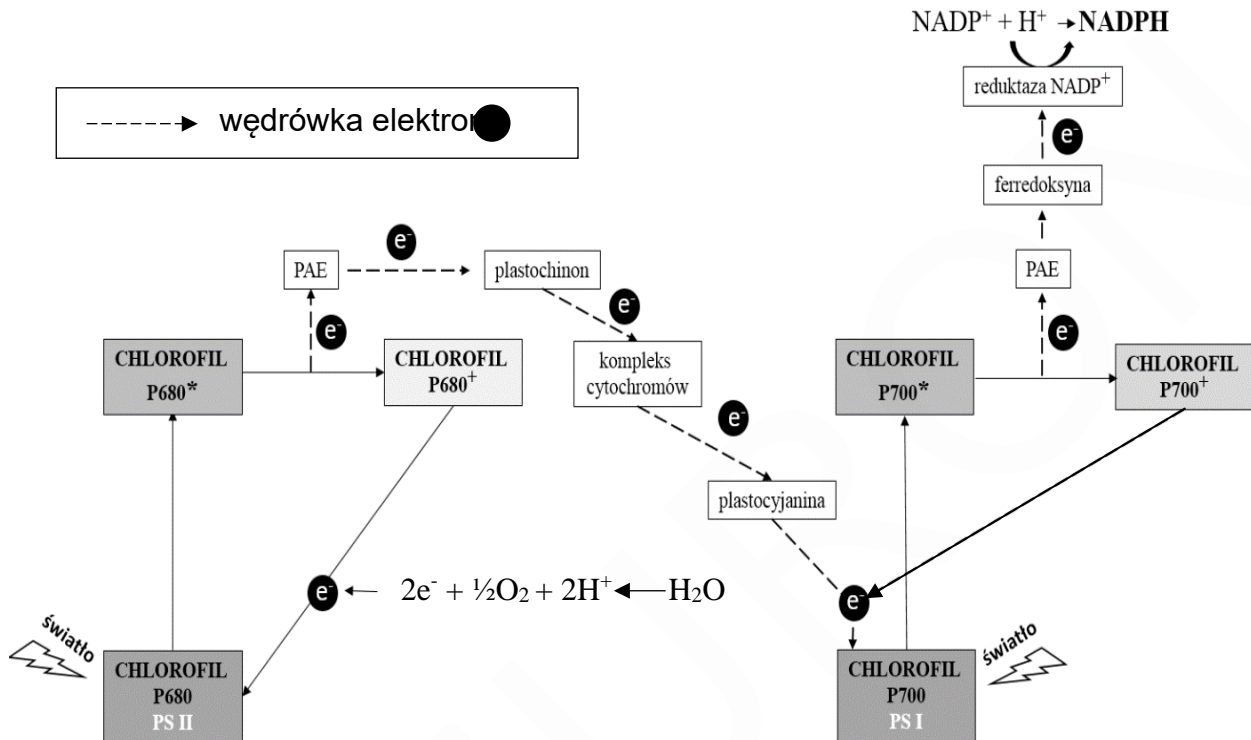 NADP⁺ + H⁺ → NADPH
reduktaza NADP⁺
wędrówka
e⁻
ferredoksyna
e⁻
PAE
plastochinon
PAE
e⁻
e⁻
e⁻
CHLOROFIL
P680*
CHLOROFIL
P680⁺
kompleks
cytochromów
CHLOROFIL
P700*
CHLOROFIL
P700⁺
e⁻
plastocyjanina
e⁻
2e⁻ + ½O₂ + 2H⁺ ← H₂O
e⁻
światło
CHLOROFIL
P680
PS II
CHLOROFIL
P700
PS I
światło